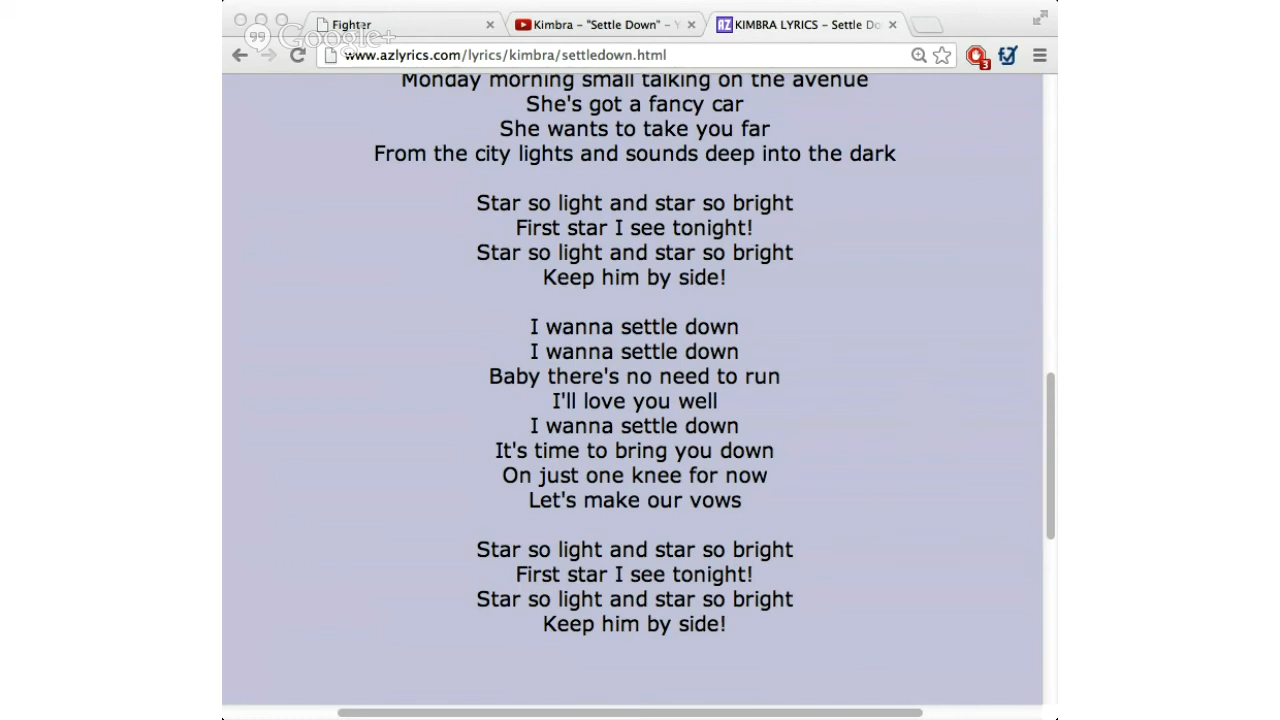 Fighter
Kimbra – "Settle Down" – Y
KIMBRA LYRICS – Settle Do
Google+
www.azlyrics.com/lyrics/kimbra/settledown.html
3
Monday morning small talking on the avenue
She's got a fancy car
She wants to take you far
From the city lights and sounds deep into the dark
Star so light and star so bright
First star I see tonight!
Star so light and star so bright
Keep him by side!
I wanna settle down
I wanna settle down
Baby there's no need to run
I'll love you well
I wanna settle down
It's time to bring you down
On just one knee for now
Let's make our vows
Star so light and star so bright
First star I see tonight!
Star so light and star so bright
Keep him by side!